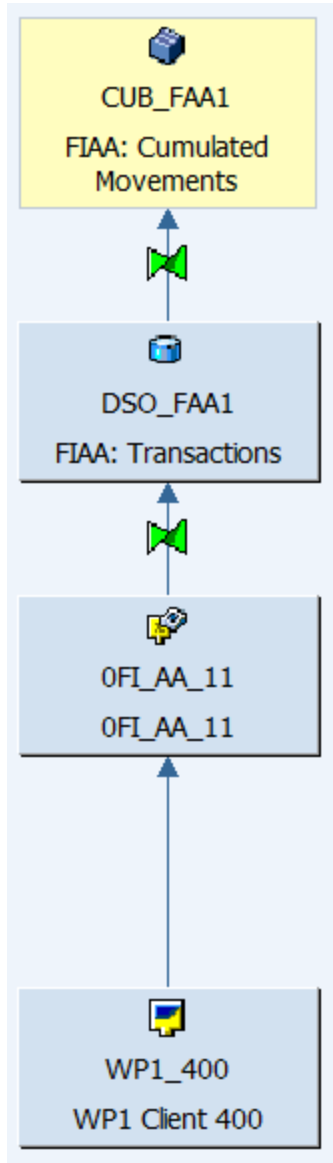 CUB_FAA1
FIAA: Cumulated
Movements
DSO_FAA1
FIAA: Transactions
0FI_AA_11
0FI_AA_11
WP1_400
WP1 Client 400